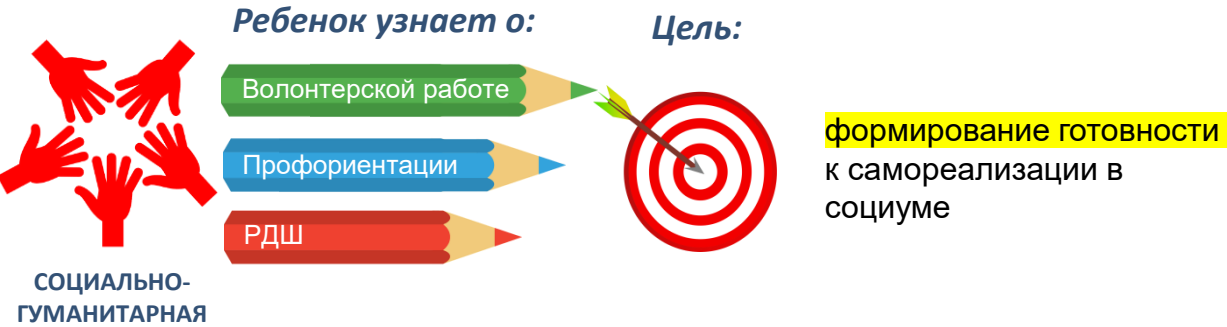 Ребенок узнает о:
Цель:
Волонтерской работе
Профориентации
РДШ
формирование готовности
к самореализации в
социуме
СОЦИАЛЬНО-
ГУМАНИТАРНАЯ